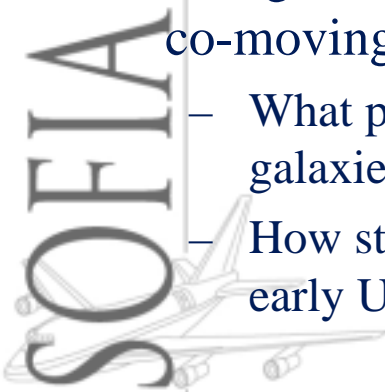 SOFIA
co-moving
– What p
galaxie
– How st
early U